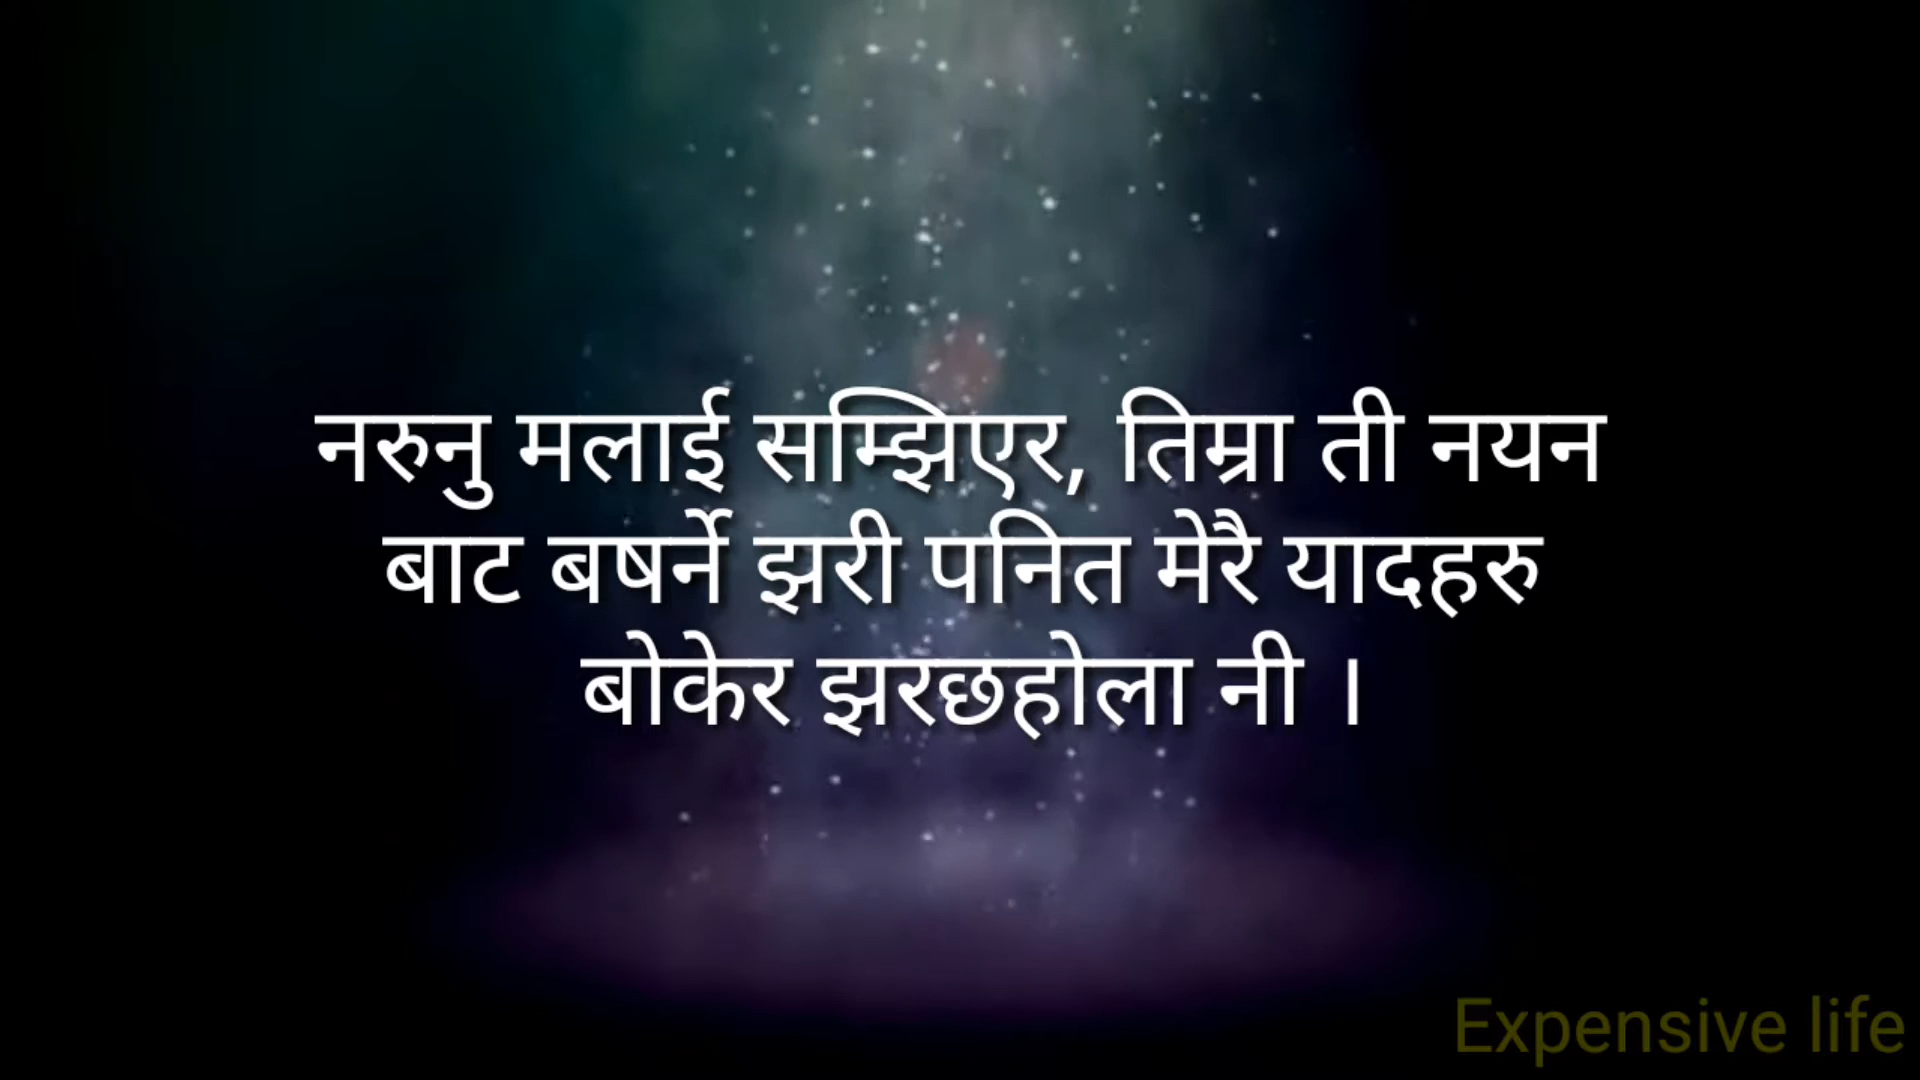 नरुनु मलाई सम्झिएर, तिम्रा ती नयन
बाट बषर्ने झरी पनित मेरै यादहरु
बोकेर झरछहोला नी ।
Expensive life